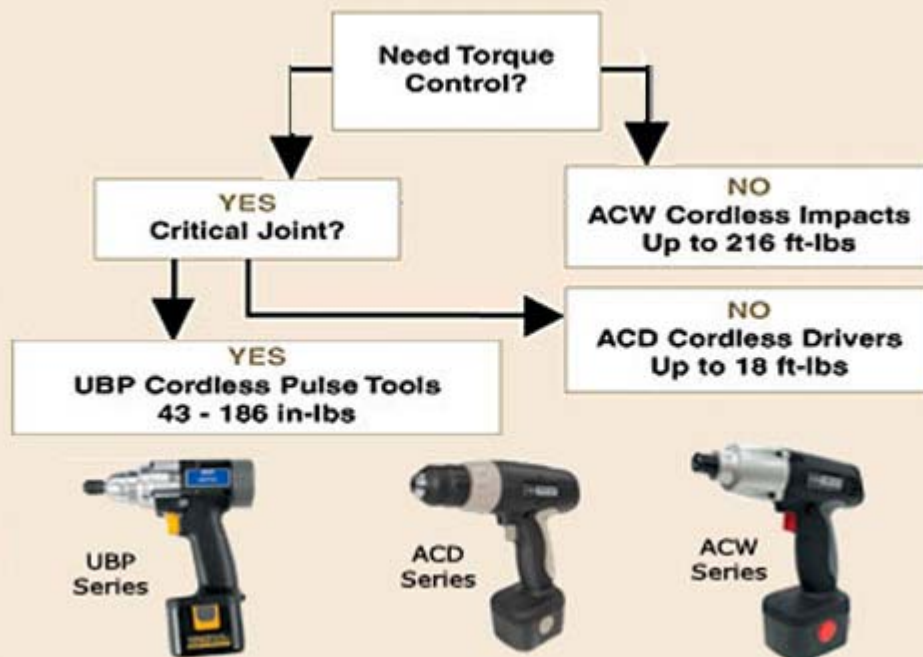 Need Torque
Control?
YES
Critical Joint?
NO
ACW Cordless Impacts
Up to 216 ft-lbs
NO
ACD Cordless Drivers
Up to 18 ft-lbs
YES
UBP Cordless Pulse Tools
43 - 186 in-lbs
UBP
Series
ACD
Series
ACW
Series